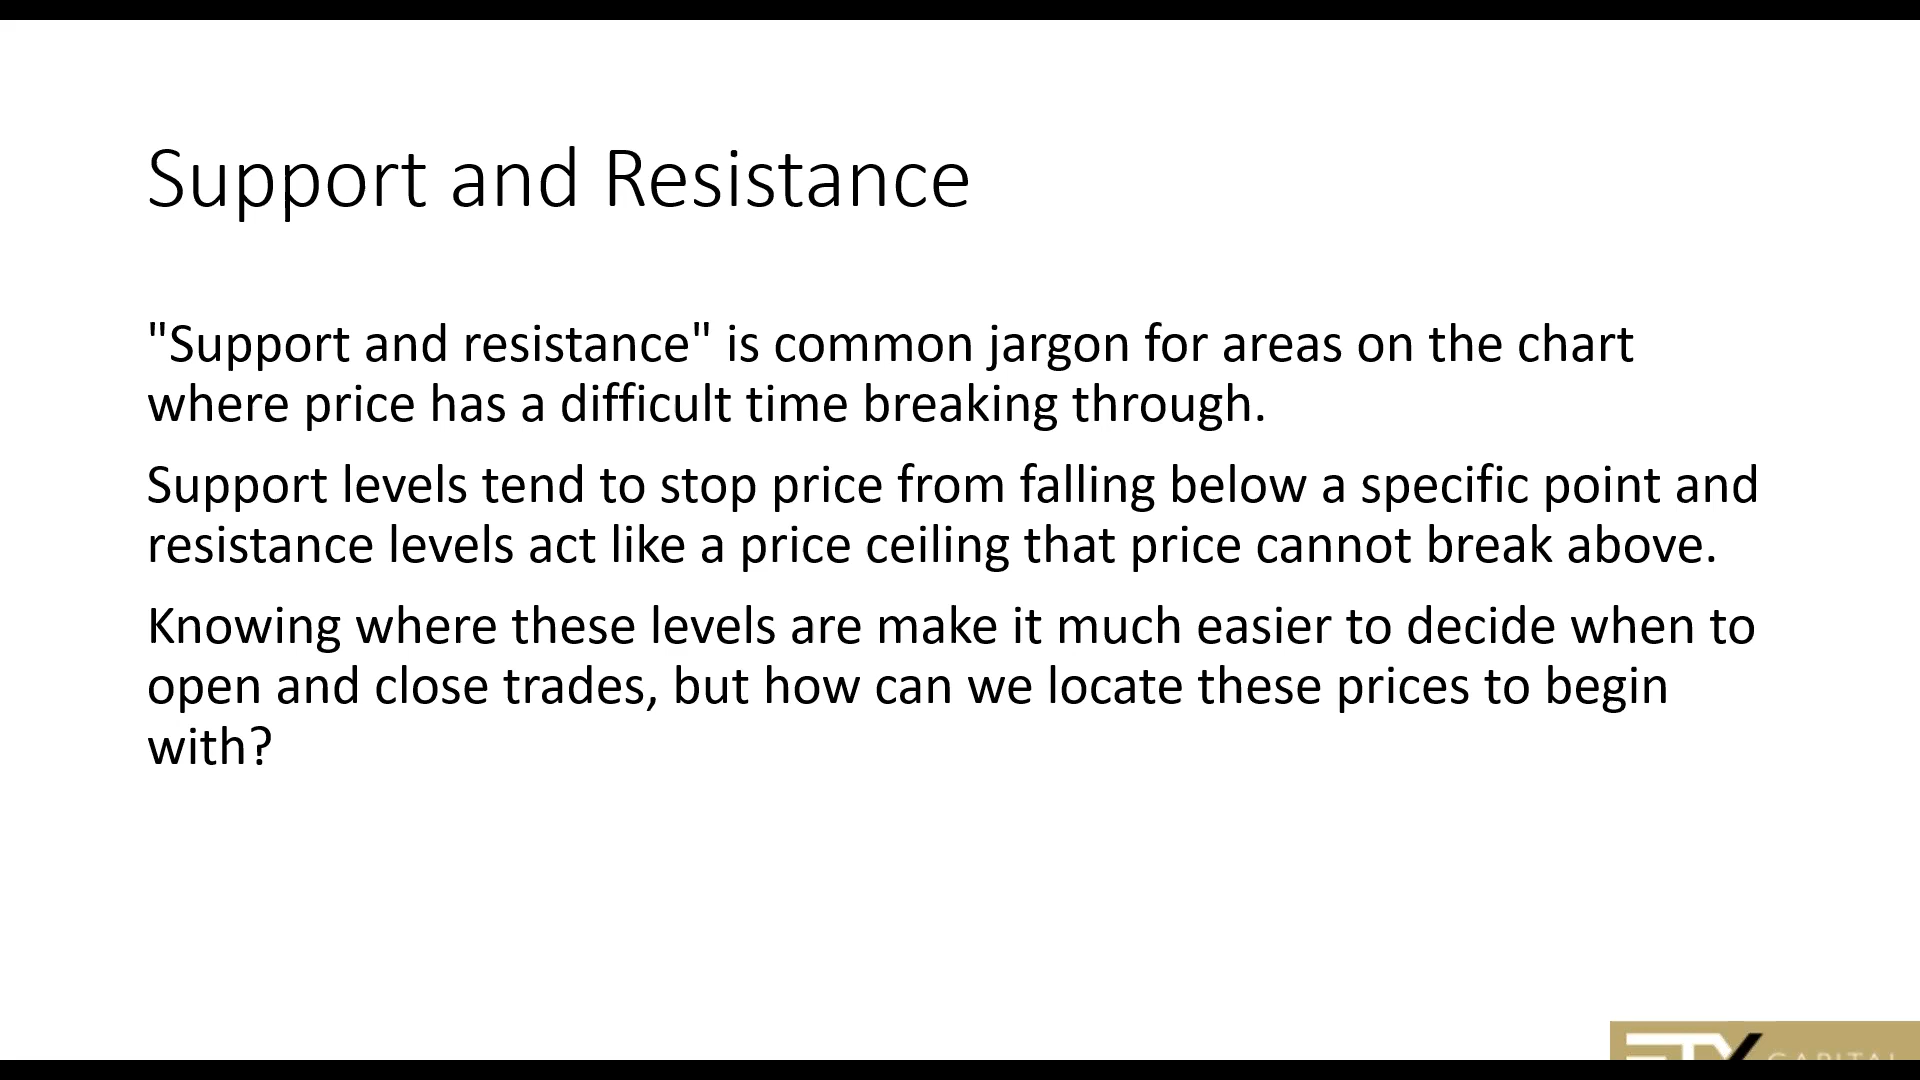 Support and Resistance
"Support and resistance" is common jargon for areas on the chart
where price has a difficult time breaking through.
Support levels tend to stop price from falling below a specific point and
resistance levels act like a price ceiling that price cannot break above.
Knowing where these levels are make it much easier to decide when to
open and close trades, but how can we locate these prices to begin
with?
ETX CAPITAL